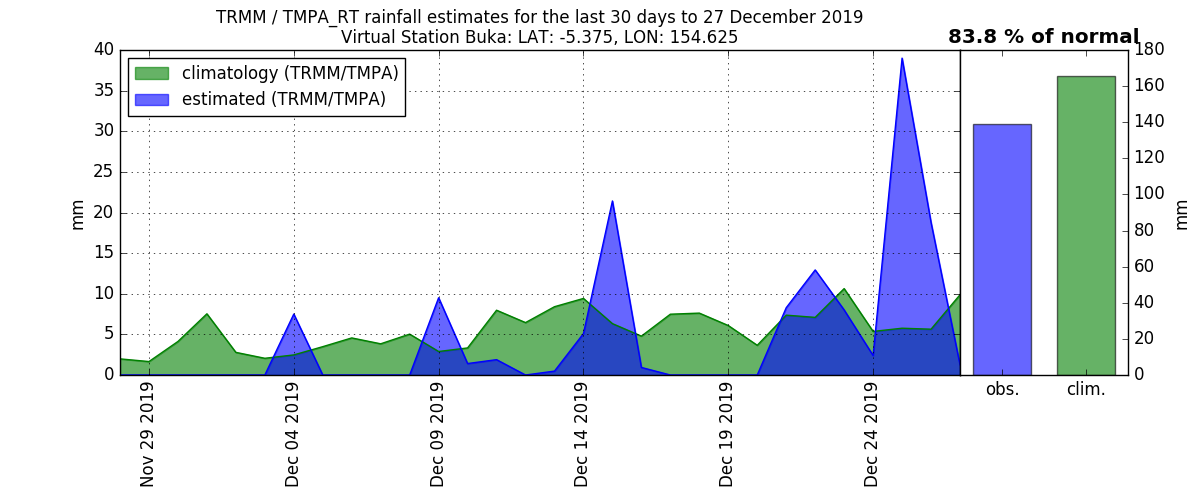 TRMM / TMPA_RT rainfall estimates for the last 30 days to 27 December 2019
Virtual Station Buka: LAT: -5.375, LON: 154.625
83.8 % of normal
climatology (TRMM/TMPA)
estimated (TRMM/TMPA)
mm
40
35
30
25
20
15
10
5
0
Nov 29 2019
Dec 04 2019
Dec 09 2019
Dec 14 2019
Dec 19 2019
Dec 24 2019
obs.
clim.
180
160
140
120
100
80
60
40
20
0
mm